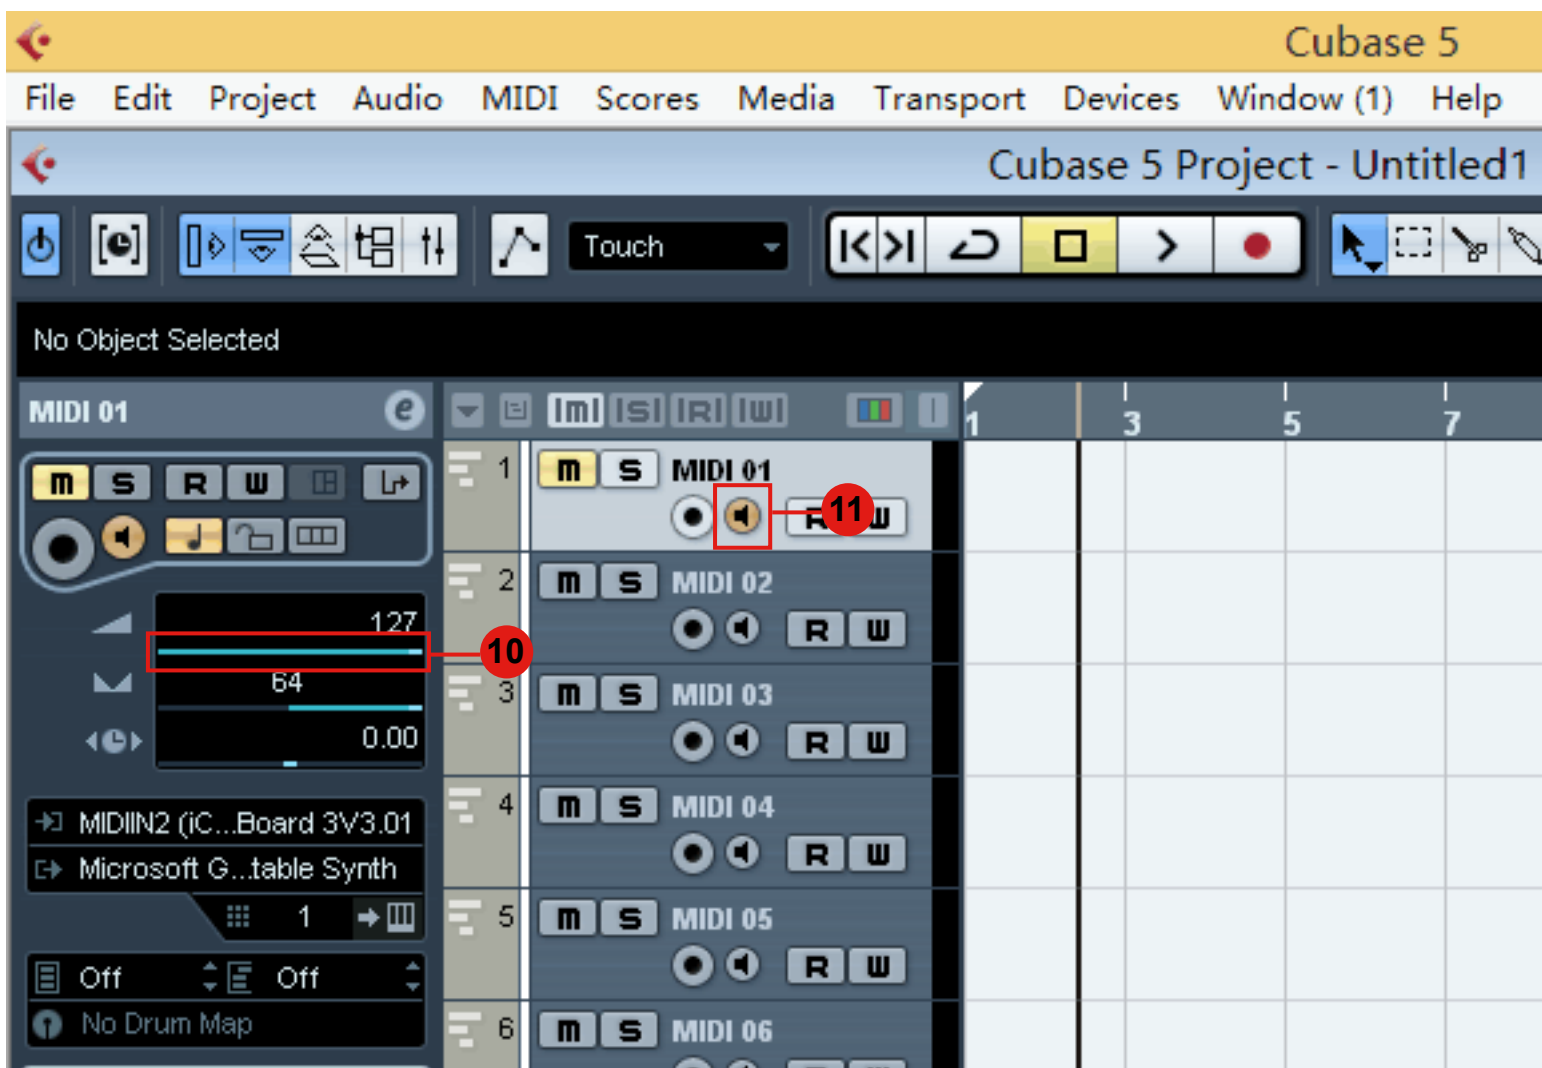 Cubase 5
File Edit Project Audio MIDI Scores Media Transport Devices Window (1) Help
Cubase 5 Project - Untitled1
Touch
No Object Selected
MIDI 01
m S R W
1 3 5 7
1 m S MIDI 01
R W
11
m S R W
2 m S MIDI 02
R W
127
10
64
3 m S MIDI 03
R W
0.00
4 m S MIDI 04
R W
MIDIIN2 (iC...Board 3V3.01
Microsoft G...table Synth
1
5 m S MIDI 05
R W
Off Off
No Drum Map
6 m S MIDI 06